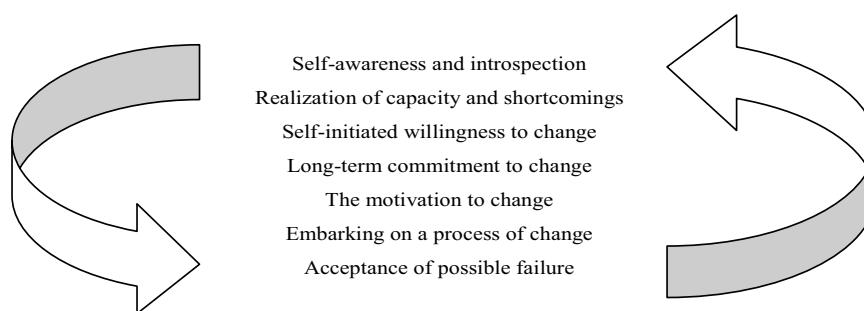 Self-awareness and introspection
Realization of capacity and shortcomings
Self-initiated willingness to change
Long-term commitment to change
The motivation to change
Embarking on a process of change
Acceptance of possible failure